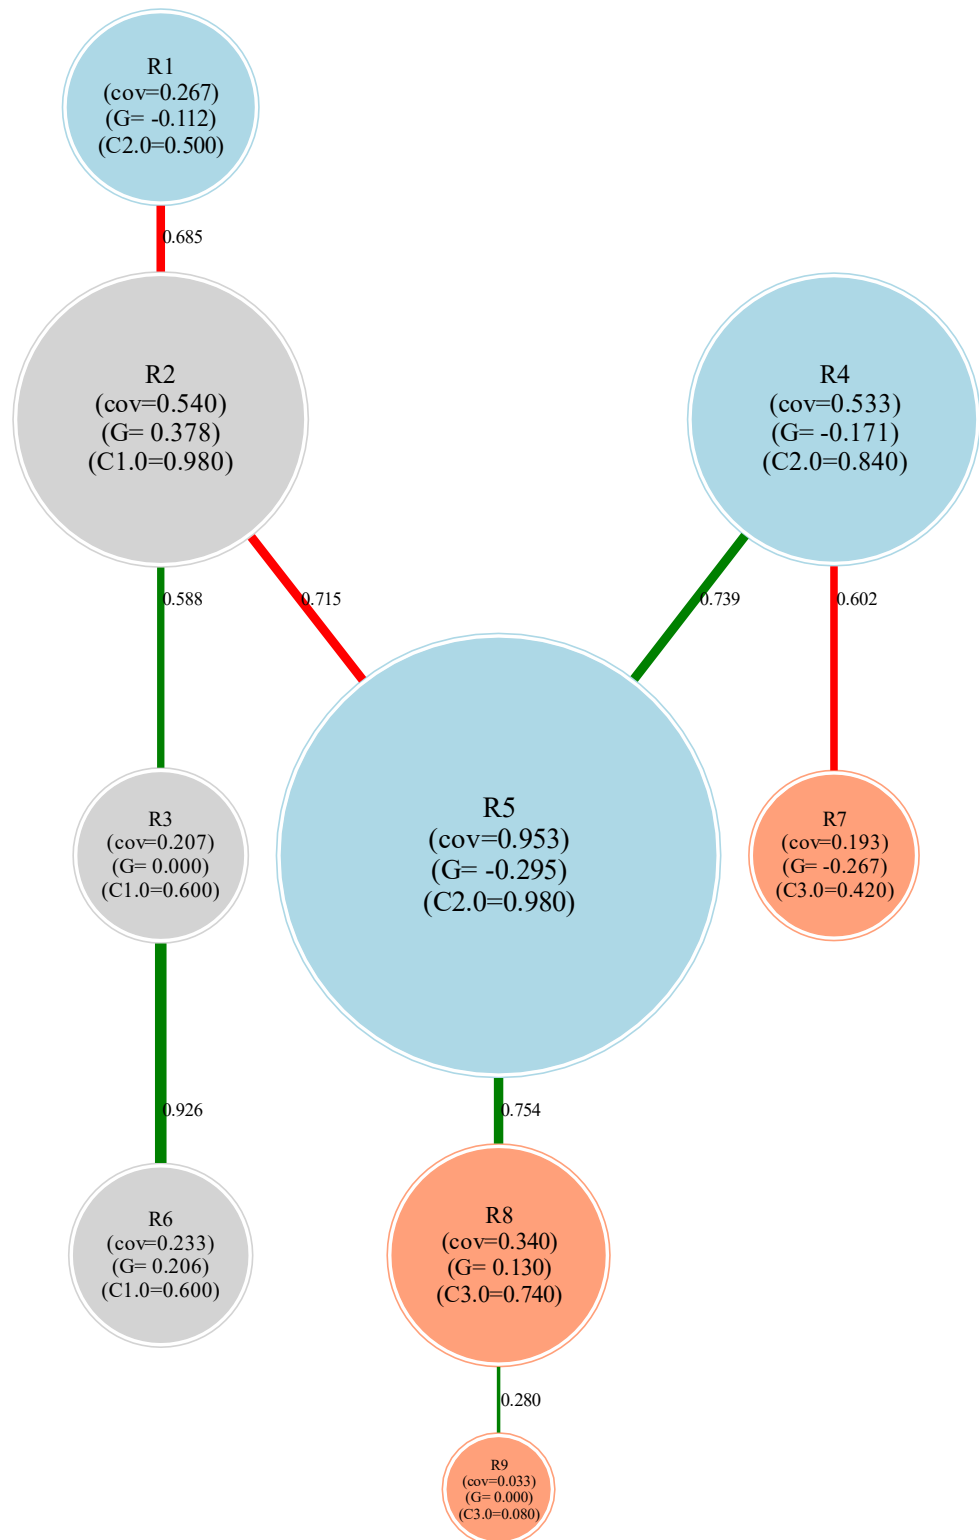 R1
(cov=0.267)
(G= -0.112)
(C2.0=0.500)
0.685
R2
(cov=0.540)
(G= 0.378)
(C1.0=0.980)
R4
(cov=0.533)
(G= -0.171)
(C2.0=0.840)
0.588
0.715
0.739
0.602
R3
(cov=0.207)
(G= 0.000)
(C1.0=0.600)
R5
(cov=0.953)
(G= -0.295)
(C2.0=0.980)
R7
(cov=0.193)
(G= -0.267)
(C3.0=0.420)
0.926
0.754
R6
(cov=0.233)
(G= 0.206)
(C1.0=0.600)
R8
(cov=0.340)
(G= 0.130)
(C3.0=0.740)
0.280
R9
(cov=0.033)
(G= 0.000)
(C3.0=0.080)